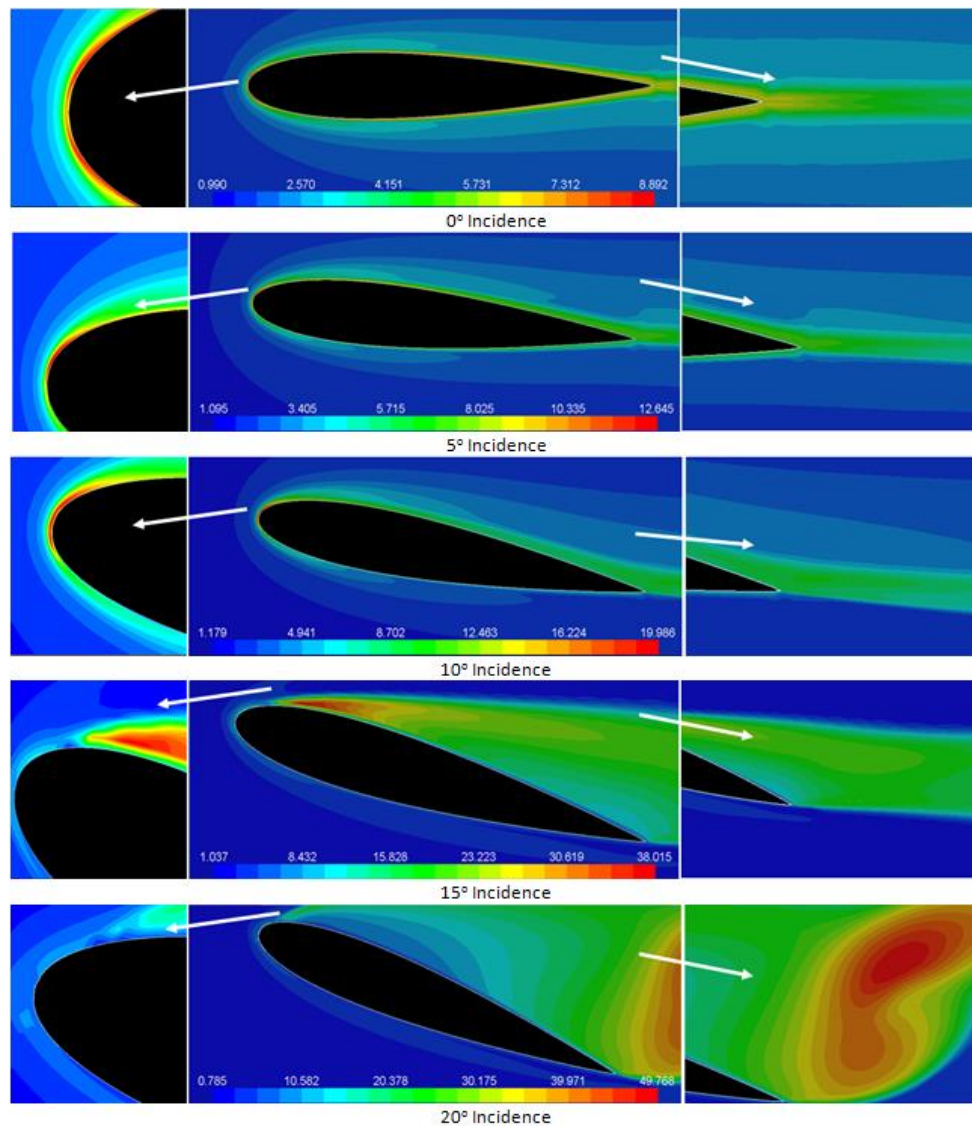 0.990 2.570 4.151 5.731 7.312 8.892
0° Incidence
1.095 3.405 5.715 8.025 10.335 12.645
5° Incidence
1.179 4.941 8.702 12.463 16.224 19.986
10° Incidence
1.037 8.432 15.828 23.223 30.619 38.015
15° Incidence
0.785 10.582 20.378 30.175 39.971 49.768
20° Incidence